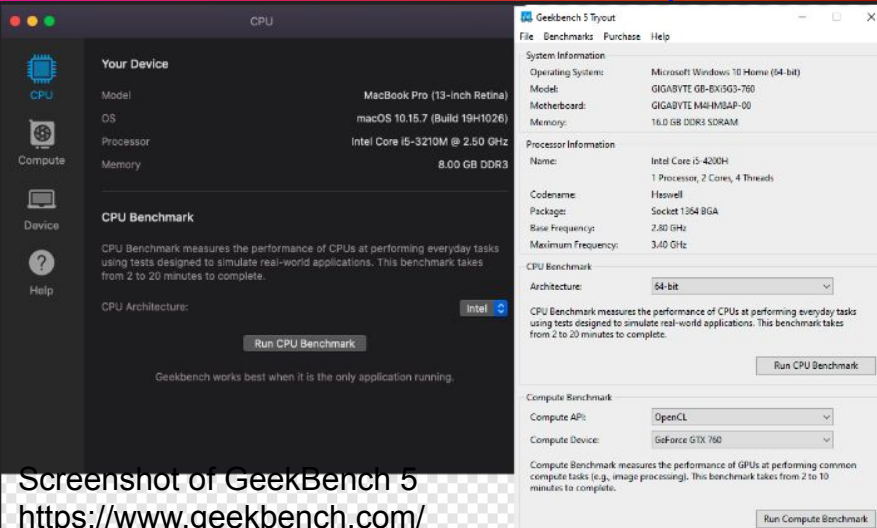 CPU
CPU
Compute
Device
Help
Your Device
Model MacBook Pro (13-inch Retina)
OS macOS 10.15.7 (Build 19H1026)
Processor Intel Core i5-3210M @ 2.50 GHz
Memory 8.00 GB DDR3
CPU Benchmark
CPU Benchmark measures the performance of CPUs at performing everyday tasks
using tests designed to simulate real-world applications. This benchmark takes
from 2 to 20 minutes to complete.
CPU Architecture: Intel
Run CPU Benchmark
Geekbench works best when it is the only application running.
Screenshot of GeekBench 5
https://www.geekbench.com/
Geekbench 5 Tryout
File Benchmarks Purchase Help
System Information
Operating System: Microsoft Windows 10 Home (64-bit)
Model: GIGABYTE GB-BXi5G3-760
Motherboard: GIGABYTE M4HM8AP-00
Memory: 16.0 GB DDR3 SDRAM
Processor Information
Name: Intel Core i5-4200H
1 Processor, 2 Cores, 4 Threads
Codename: Haswell
Package: Socket 1364 BGA
Base Frequency: 2.80 GHz
Maximum Frequency: 3.40 GHz
CPU Benchmark
Architecture: 64-bit
CPU Benchmark measures the performance of CPUs at performing everyday tasks
using tests designed to simulate real-world applications. This benchmark takes
from 2 to 20 minutes to complete.
Run CPU Benchmark
Compute Benchmark
Compute API: OpenCL
Compute Device: GeForce GTX 760
Compute Benchmark measures the performance of GPUs at performing common
compute tasks (e.g., image processing). This benchmark takes from 2 to 10
minutes to complete.
Run Compute Benchmark